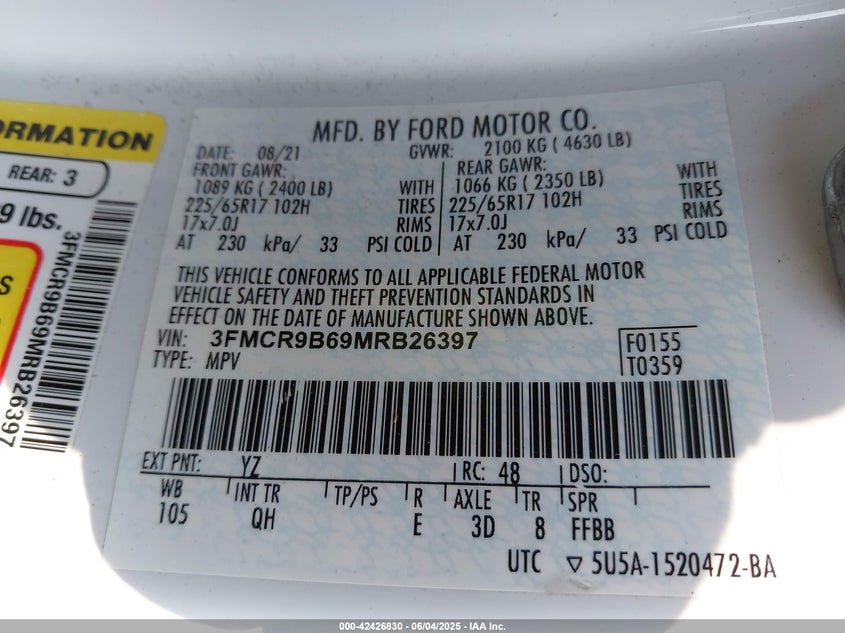 ORMATION
REAR: 3
9 lbs.
S
3FMCR9B69MRB26397
MFD. BY FORD MOTOR CO.
DATE: 08/21 GVWR: 2100 KG ( 4630 LB)
FRONT GAWR: REAR GAWR:
1089 KG ( 2400 LB) WITH 1066 KG ( 2350 LB) WITH
225/65R17 102H TIRES 225/65R17 102H TIRES
17x7.0J RIMS 17x7.0J RIMS
AT 230 kPa/ 33 PSI COLD AT 230 kPa/ 33 PSI COLD
THIS VEHICLE CONFORMS TO ALL APPLICABLE FEDERAL MOTOR
VEHICLE SAFETY AND THEFT PREVENTION STANDARDS IN
EFFECT ON THE DATE OF MANUFACTURE SHOWN ABOVE.
VIN: 3FMCR9B69MRB26397 F0155
TYPE: MPV T0359
EXT PNT: YZ RC: 48 DSO:
WB INT TR TP/PS R AXLE TR SPR
105 QH E 3D 8 FFBB
UTC ▽ 5U5A-1520472-BA
000-42426830 - 06/04/2025 - IAA Inc.